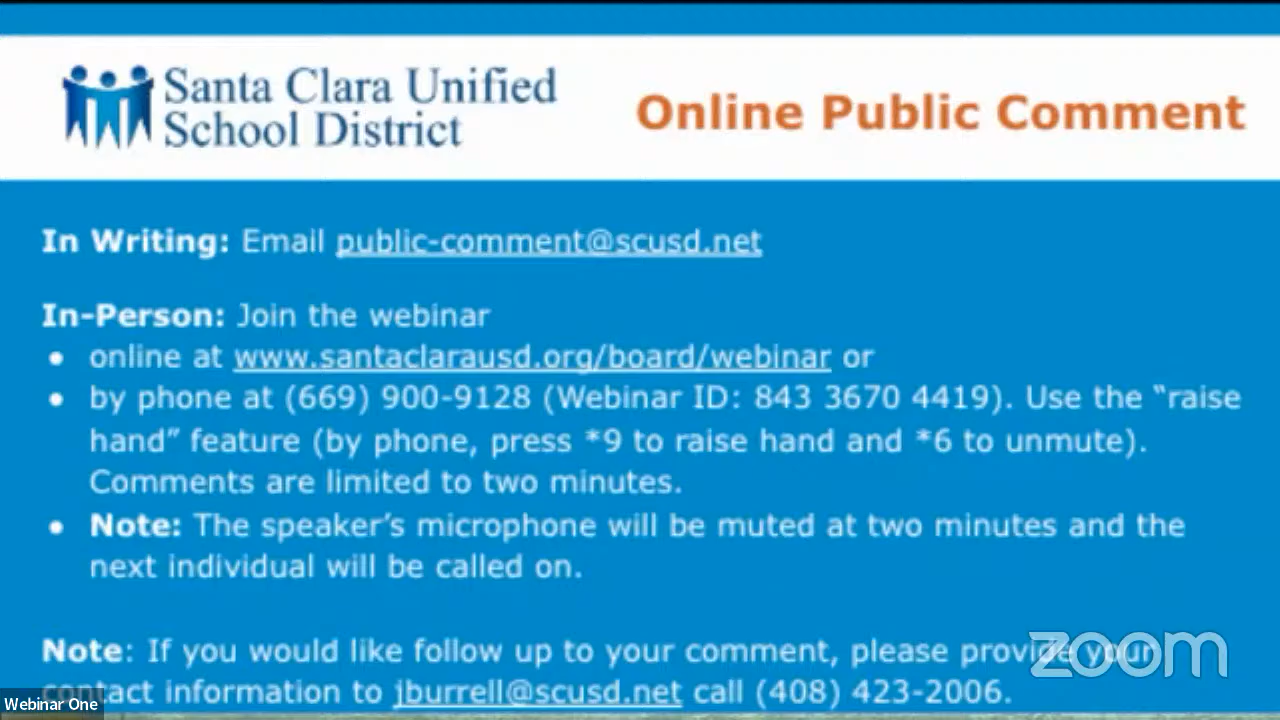 Santa Clara Unified
School District
Online Public Comment
In Writing: Email public-comment@scusd.net
In-Person: Join the webinar
• online at www.santaclarausd.org/board/webinar or
• by phone at (669) 900-9128 (Webinar ID: 843 3670 4419). Use the “raise
hand” feature (by phone, press *9 to raise hand and *6 to unmute).
Comments are limited to two minutes.
• Note: The speaker’s microphone will be muted at two minutes and the
next individual will be called on.
Note: If you would like follow up to your comment, please provide your
contact information to jburrell@scusd.net call (408) 423-2006.
zoom
Webinar One